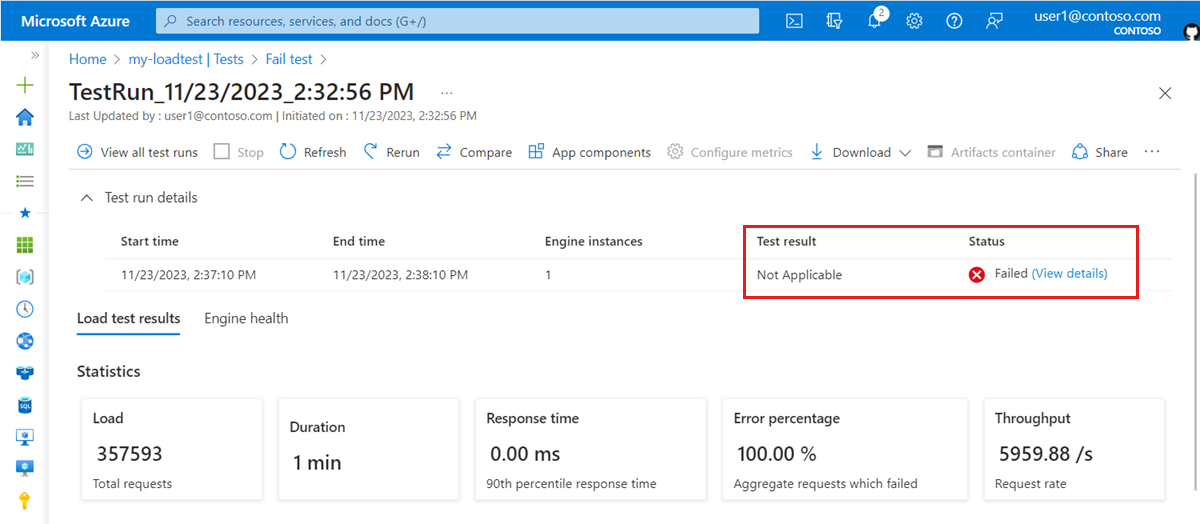 Microsoft Azure
Search resources, services, and docs (G+/)
2
user1@contoso.com
CONTOSO
Home > my-loadtest | Tests > Fail test >
TestRun_11/23/2023_2:32:56 PM ...
Last Updated by : user1@contoso.com | Initiated on : 11/23/2023, 2:32:56 PM
View all test runs Stop Refresh Rerun Compare App components Configure metrics Download Artifacts container Share ...
Test run details
Start time End time Engine instances Test result Status
11/23/2023, 2:37:10 PM 11/23/2023, 2:38:10 PM 1 Not Applicable Failed (View details)
Load test results Engine health
Statistics
Load
357593
Total requests
Duration
1 min
Response time
0.00 ms
90th percentile response time
Error percentage
100.00 %
Aggregate requests which failed
Throughput
5959.88 /s
Request rate
SQL